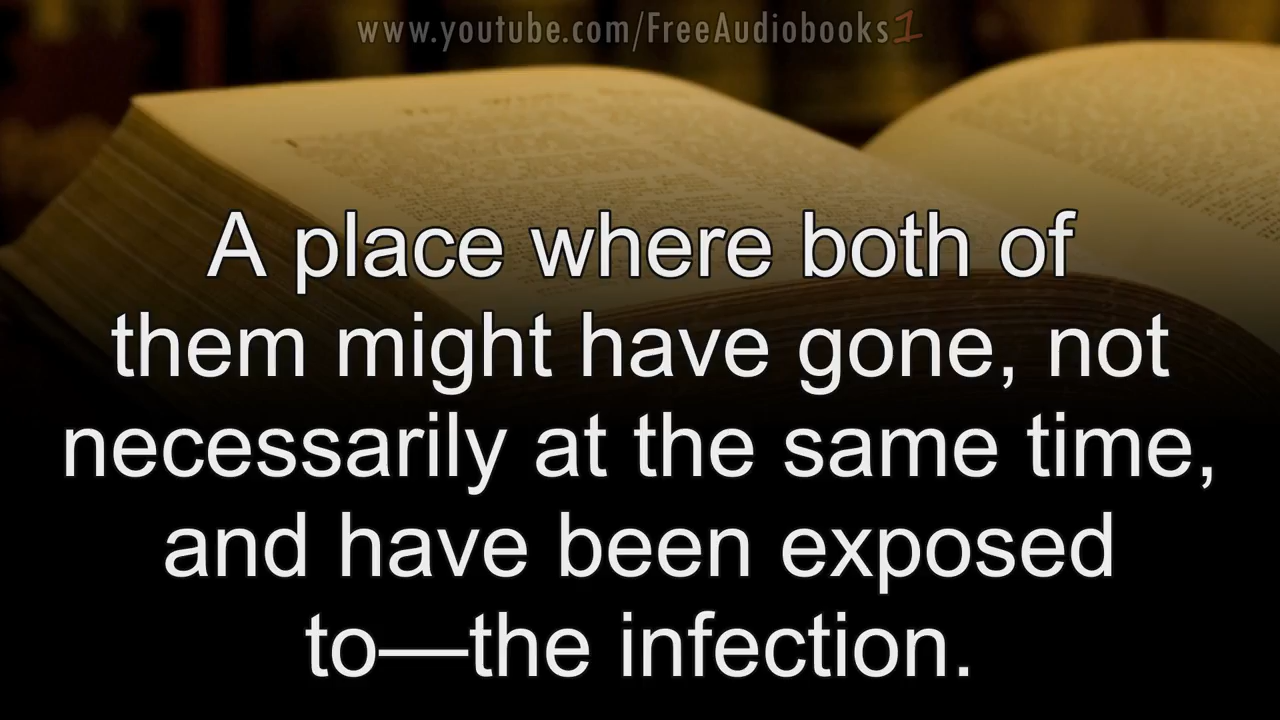 www.youtube.com/FreeAudiobooks1
A place where both of
them might have gone, not
necessarily at the same time,
and have been exposed
to—the infection.